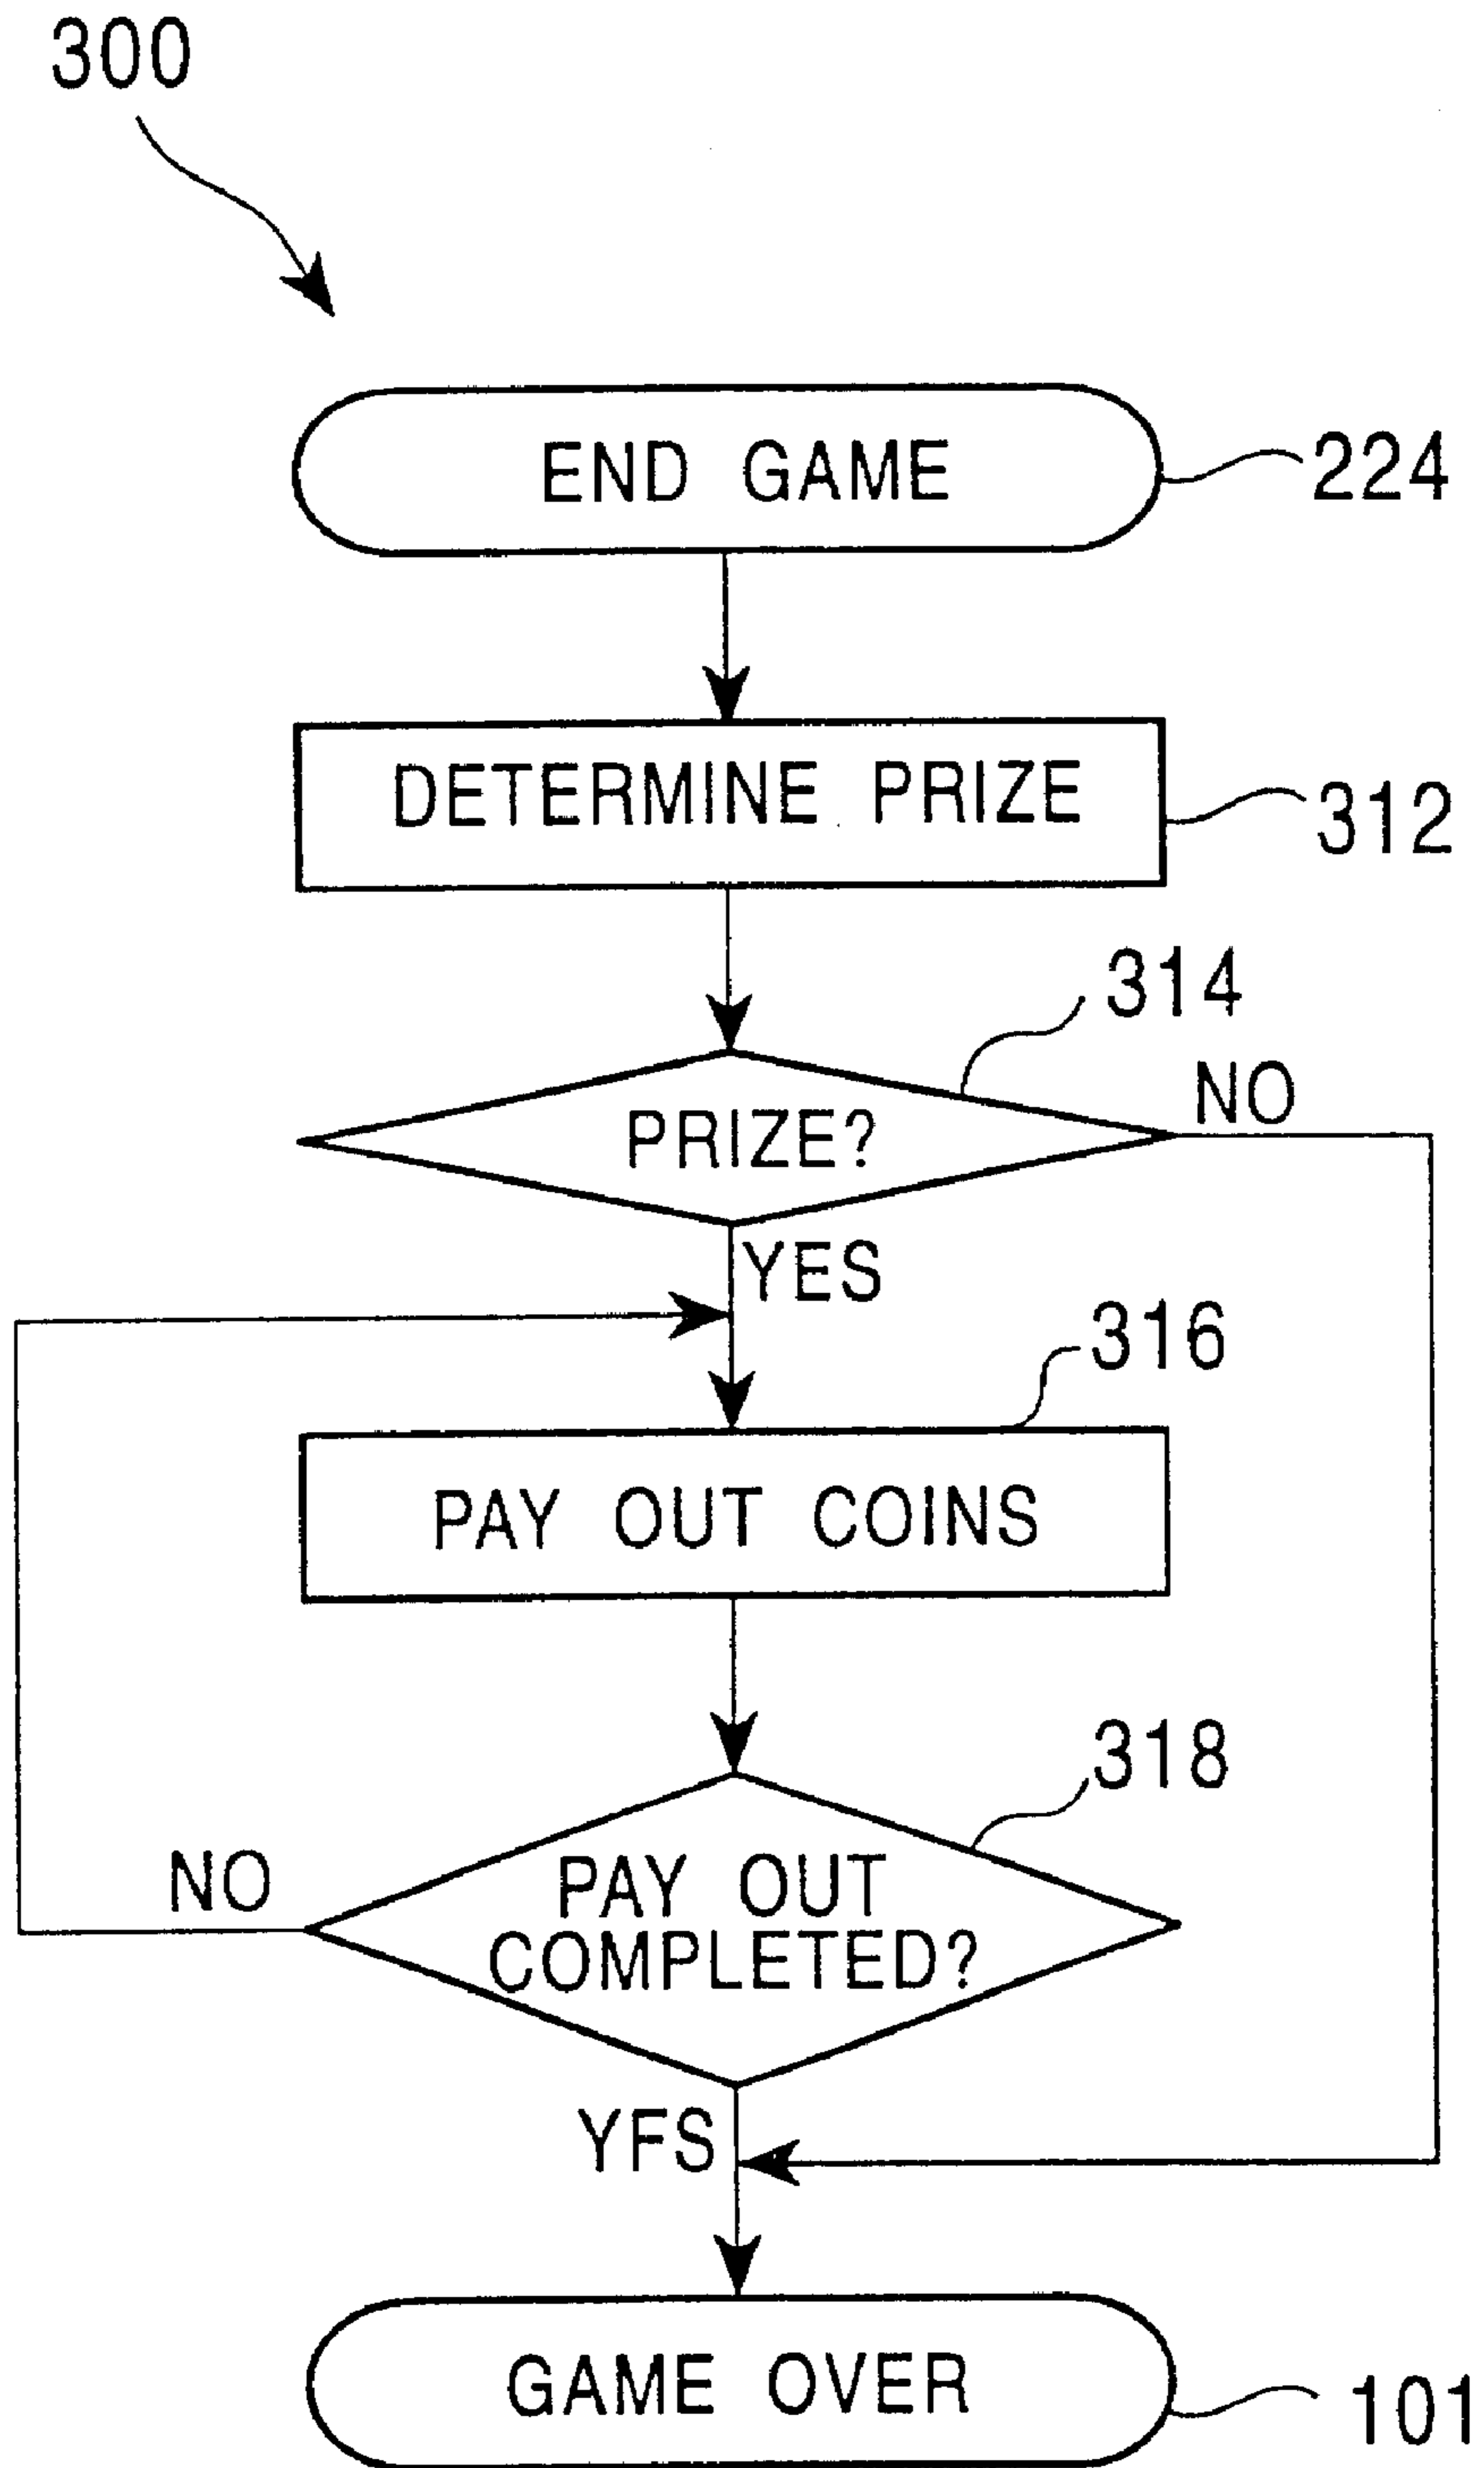 300
END GAME
224
DETERMINE PRIZE
312
314
PRIZE?
NO
YES
316
PAY OUT COINS
318
NO
PAY OUT
COMPLETED?
YFS
GAME OVER
101